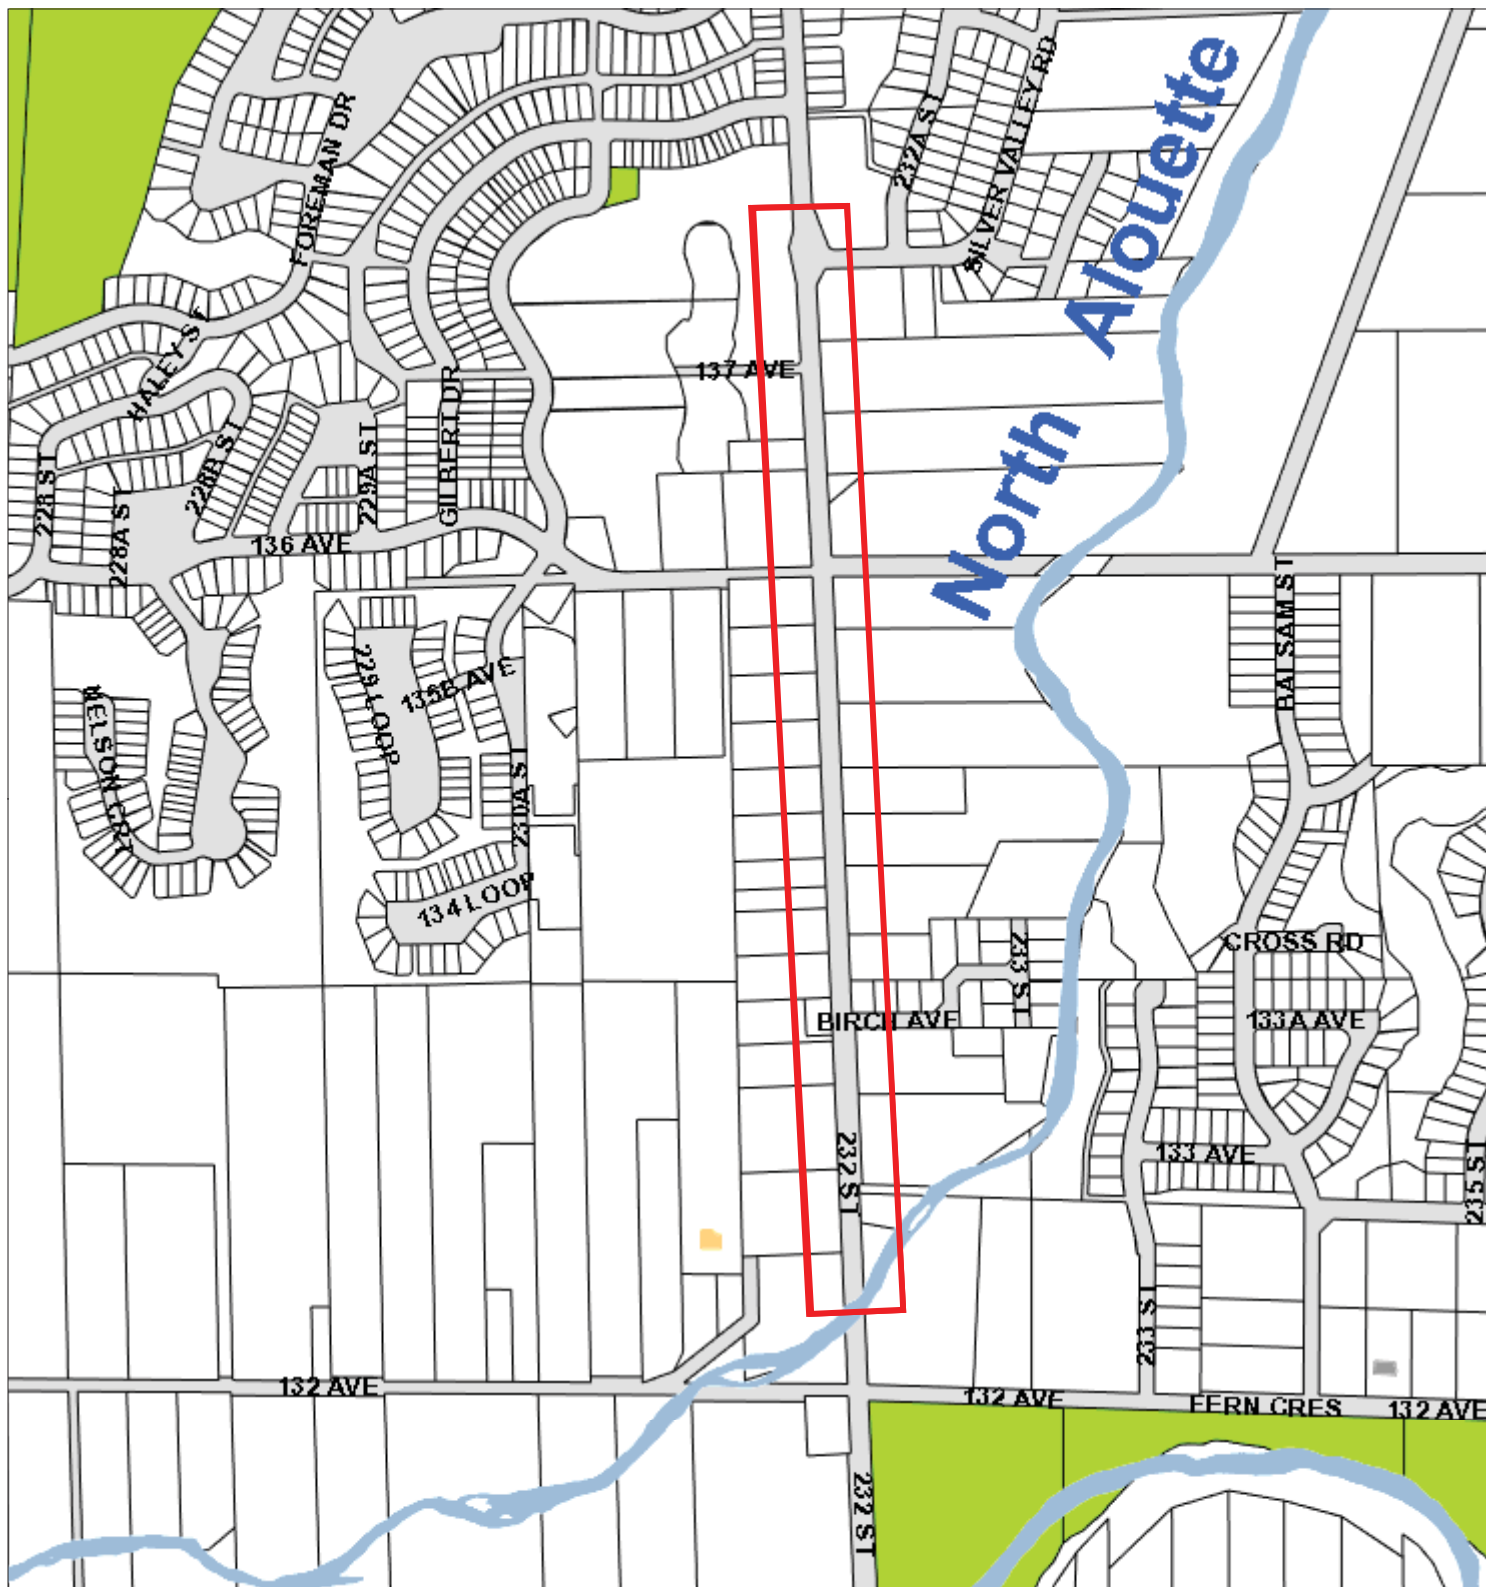 FOREMAN DR
232A ST
SILVER VALLEY RD
North Alouette
HALEY ST
137 AVE
GILBERT DR
228 ST
228A ST
228B ST
229A ST
136 AVE
BALSAM ST
229 LOOP
135B AVE
NELSON CRT
230A ST
134 LOOP
CROSS RD
233 ST
BIRCH AVE
133A AVE
232 ST
133 AVE
235 ST
233 ST
132 AVE
132 AVE
FERN CRES
132 AVE
232 ST